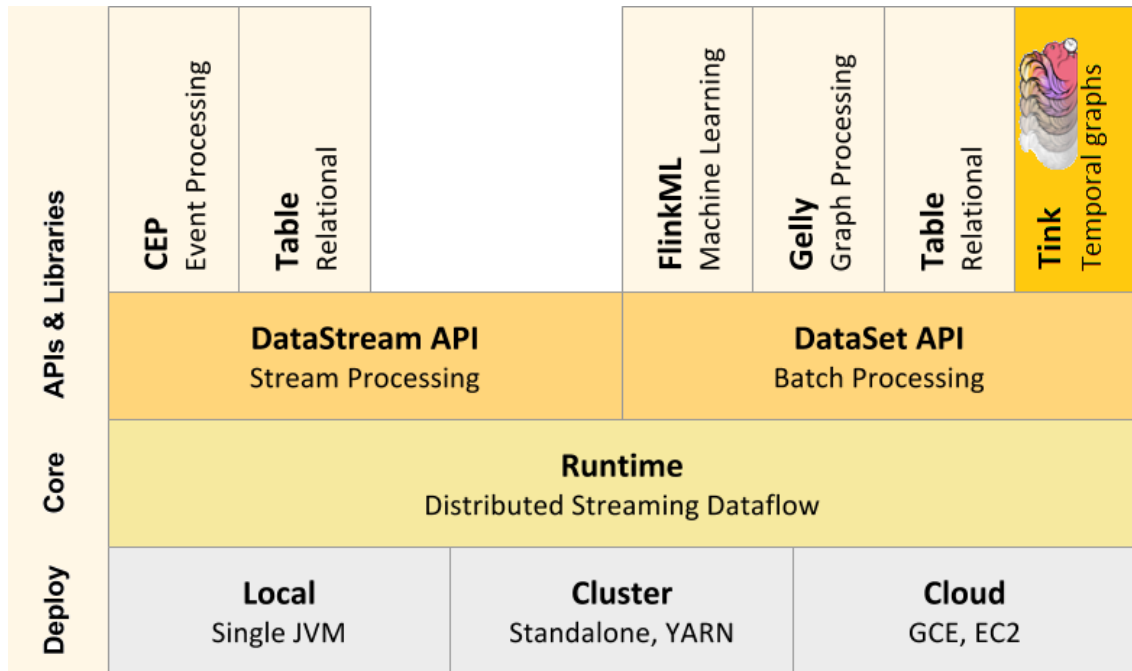 APIs & Libraries
CEP
Event Processing
Table
Relational
FlinkML
Machine Learning
Gelly
Graph Processing
Table
Relational
Tink
Temporal graphs
DataStream API
Stream Processing
DataSet API
Batch Processing
Core
Runtime
Distributed Streaming Dataflow
Deploy
Local
Single JVM
Cluster
Standalone, YARN
Cloud
GCE, EC2